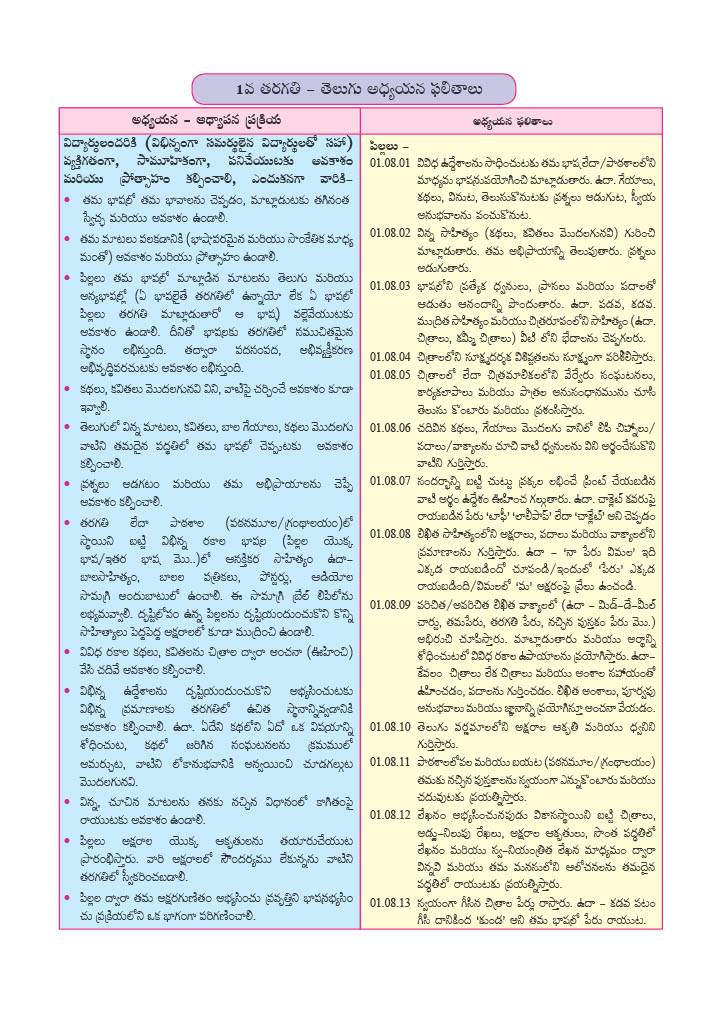 1వ తరగతి – తెలుగు అధ్యయన ఫలితాలు
అధ్యయన – ఆధ్యాపన ప్రక్రియ
విద్యార్థులందరికి (విభిన్నంగా సమర్థులైన విద్యార్థులతో సహా)
వ్యక్తిగతంగా, సామూహికంగా, పనిచేయుటకు అవకాశం
మరియు ప్రోత్సాహం కల్పించాలి, ఎందుకనగా వారికి–
• తమ భాషలో తమ భావాలను చెప్పడం, మాట్లాడుటకు తగినంత
స్వేచ్ఛ మరియు అవకాశం ఉండాలి.
• తమ మాటలు పలకడానికి (భాషాపరమైన మరియు సాంకేతిక మాధ్య
మంతో) అవకాశం మరియు ప్రోత్సాహం ఉండాలి.
• పిల్లలు తమ భాషలో మాట్లాడిన మాటలను తెలుగు మరియు
అన్యభాషల్లో (ఏ భాషలైతే తరగతిలో ఉన్నాయో లేక ఏ భాషల్లో
పిల్లలు తరగతి మాట్లాడుతారో ఆ భాష) వల్లెవేయుటకు
అవకాశం ఉండాలి. దీనితో భాషలకు తరగతిలో సముచితమైన
స్థానం లభిస్తుంది. తద్వారా పదసంపద, అభివ్యక్తీకరణ
అభివృద్ధిపరచుటకు అవకాశం లభిస్తుంది.
• కథలు, కవితలు మొదలగునవి విని, వాటిపై చర్చించే అవకాశం కూడా
ఇవ్వాలి.
• తెలుగులో విన్న మాటలు, కవితలు, బాల గేయాలు, కథలు మొదలగు
వాటిని తమదైన పద్ధతిలో తమ భాషలో చెప్పుటకు అవకాశం
కల్పించాలి.
• ప్రశ్నలు అడగటం మరియు తమ అభిప్రాయాలను చెప్పే
అవకాశం కల్పించాలి.
• తరగతి లేదా పాఠశాల (పఠనమూల/గ్రంథాలయం)లో
స్థాయిని బట్టి విభిన్న రకాల భాషల (పిల్లల యొక్క
భాష/ఇతర భాష మొ..)లో ఆసక్తికర సాహిత్యం ఉదా–
బాలసాహిత్యం, బాలల పత్రికలు, పోస్టర్లు, ఆడియోల
సామగ్రి అందుబాటులో ఉండాలి. ఈ సామాగ్రి బ్రేల్ లిపిలోను
లభ్యమవ్వాలి. దృష్టిలోపం ఉన్న పిల్లలను దృష్టియందుంచుకొని కొన్ని
సాహిత్యాలు పెద్దపెద్ద అక్షరాలలో కూడా ముద్రించి ఉండాలి.
• వివిధ రకాల కథలు, కవితలను చిత్రాల ద్వారా అంచనా (ఊహించి)
వేసి చదివే అవకాశం కల్పించాలి.
• విభిన్న ఉద్దేశాలను దృష్టియందుంచుకొని అభ్యసించుటకు
విభిన్న ప్రమాణాలకు తరగతిలో ఉచిత స్థానాన్నివ్వడానికి
అవకాశం కల్పించాలి. ఉదా. ఏదేని కథలోని ఏదో ఒక విషయాన్ని
శోధించుట, కథలో జరిగిన సంఘటనలను క్రమములో
అమర్చుట, వాటిని లోకానుభవానికి అన్వయించి చూడగల్గుట
మొదలగునవి.
• విన్న, చూచిన మాటలను తనకు నచ్చిన విధానంలో కాగితంపై
రాయుటకు అవకాశం ఉండాలి.
• పిల్లలు అక్షరాల యొక్క ఆకృతులను తయారుచేయుట
ప్రారంభిస్తారు. వారి అక్షరాలలో సౌందర్యము లేకున్నను వాటిని
తరగతిలో స్వీకరించబడాలి.
• పిల్లల ద్వారా తమ అక్షరగుణితం అభ్యసించు ప్రవృత్తిని భాషనభ్యసిం
చు ప్రక్రియలోని ఒక భాగంగా పరిగణించాలి.
అధ్యయన ఫలితాలు
పిల్లలు –
01.08.01 వివిధ ఉద్దేశాలను సాధించుటకు తమ భాష,లేదా/పాఠశాలలోని
మాధ్యమ భాషనుపయోగించి మాట్లాడుతారు. ఉదా. గేయాలు,
కథలు, వినుట, తెలుసుకొనుటకు ప్రశ్నలు అడుగుట, స్వీయ
అనుభవాలను పంచుకొనుట.
01.08.02 విన్న సాహిత్యం (కథలు, కవితలు మొదలగునవి) గురించి
మాట్లాడుతారు. తమ అభిప్రాయాన్ని తెలువుతారు. ప్రశ్నలు
అడుగుతారు.
01.08.03 భాషలోని ప్రత్యేక ధ్వనులు, ప్రాసలు మరియు పదాలతో
ఆడుతు ఆనందాన్ని పొందుతారు. ఉదా. పడవ, కడవ.
ముద్రిత సాహిత్యం మరియు చిత్రరూపంలోని సాహిత్యం (ఉదా.
చిత్రాలు, కమ్మీ చిత్రాలు) వీటి లోని భేదాలను చెప్పగలరు.
01.08.04 చిత్రాలలోని సూక్ష్మదర్శక విశిష్టతలను సూక్ష్మంగా పరిశీలిస్తారు.
01.08.05 చిత్రాలలో లేదా చిత్రమాలికలలోని వేర్వేరు సంఘటనలు,
కార్యకలాపాలు మరియు పాత్రల అనుసంధానమును చూసి
తెలుసు కొంటారు మరియు ప్రశంసిస్తారు.
01.08.06 చదివిన కథలు, గేయాలు మొదలగు వానిలో లిపి చిహ్నాలు/
పదాలు/వాక్యాలను చూచి వాటి ధ్వనులను విని అర్థంచేసుకొని
వాటిని గుర్తిస్తారు.
01.08.07 సందర్భాన్ని బట్టి చుట్టు ప్రక్కల లభించే ప్రింట్ చేయబడిన
వాటి అర్థం ఉద్దేశం ఊహించ గల్గుతారు. ఉదా. చాక్లెట్ కవరుపై
రాయబడిన పేరు ‘టాఫీ’ ‘లాలీపాప్’ లేదా ‘చాక్లేట్’ అని చెప్పడం
01.08.08 లిఖిత సాహిత్యంలోని అక్షరాలు, పదాలు మరియు వాక్యాలలోని
ప్రమాణాలను గుర్తిస్తారు. ఉదా – ‘నా పేరు విమల’ ఇది
ఎక్కడ రాయబడిందో చూపండి/ఇందులో ‘పేరు’ ఎక్కడ
రాయబడింది/విమలలో ‘మ’ అక్షరంపై వ్రేలు ఉంచండి.
01.08.09 పరిచిత/అపరిచిత లిఖిత వాక్యాలలో (ఉదా – మిడ్–డే–మీల్
చార్టు, తమపేరు, తరగతి పేరు, నచ్చిన పుస్తకం పేరు మొ.)
అభిరుచి చూపిస్తారు. మాట్లాడుతారు మరియు అర్థాన్ని
శోధించుటలో వివిధ రకాల ఉపాయాలను ప్రయోగిస్తారు. ఉదా–
కేవలం చిత్రాలు లేక చిత్రాలు మరియు అంశాల సహాయంతో
ఊహించడం, పదాలను గుర్తించడం. లిఖిత అంశాలు, పూర్వపు
అనుభవాలు మరియు జ్ఞానాన్ని ప్రయోగిస్తూ అంచనా వేయడం.
01.08.10 తెలుగు వర్ణమాలలోని అక్షరాల ఆకృతి మరియు ధ్వనిని
గుర్తిస్తారు.
01.08.11 పాఠశాలలోపల మరియు బయట (పఠనమూల/గ్రంథాలయం)
తమకు నచ్చిన పుస్తకాలను స్వయంగా ఎన్నుకొంటారు మరియు
చదువుటకు ప్రయత్నిస్తారు.
01.08.12 లేఖనం అభ్యసించునపుడు వికాసస్థాయిని బట్టి చిత్రాలు,
అడ్డు–నిలువు రేఖలు, అక్షరాల ఆకృతులు, సొంత పద్ధతిలో
లేఖనం మరియు స్వ–నియంత్రిత లేఖన మాధ్యమం ద్వారా
విన్నవి మరియు తమ మనసులోని ఆలోచనలను తమదైన
పద్ధతిలో రాయుటకు ప్రయత్నిస్తారు.
01.08.13 స్వయంగా గీసిన చిత్రాల పేర్లు రాస్తారు. ఉదా – కడవ పటం
గీసి దానికింద ‘కుండ’ అని తమ భాషలో పేరు రాయుట.